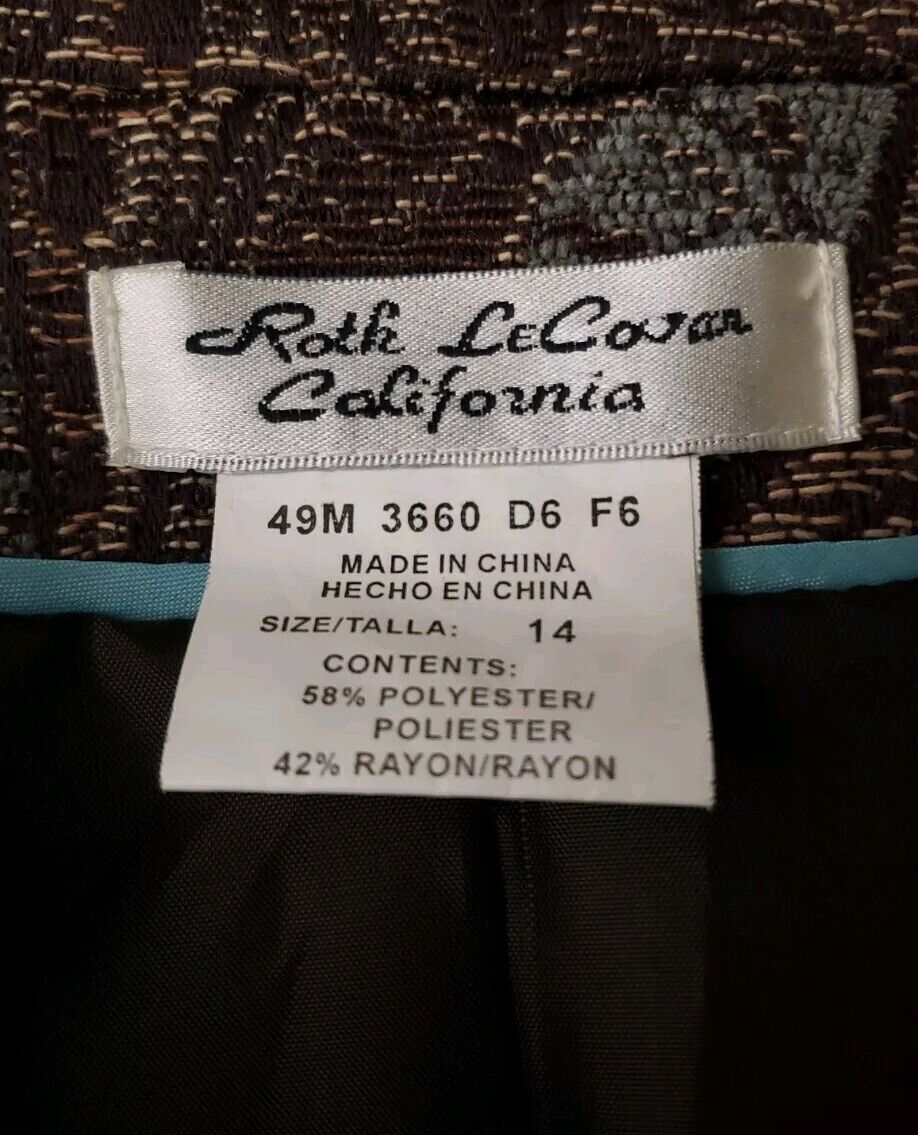 Roth LeCovan
California
49M 3660 D6 F6
MADE IN CHINA
HECHO EN CHINA
SIZE/TALLA: 14
CONTENTS:
58% POLYESTER/
POLIESTER
42% RAYON/RAYON